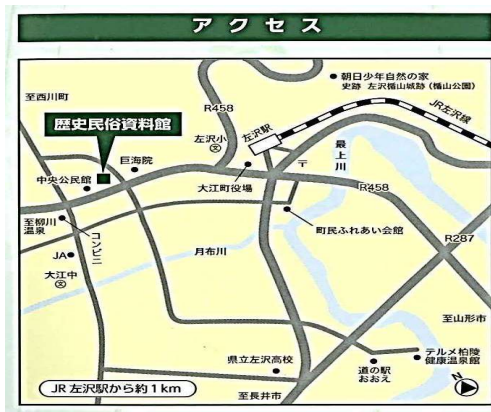 アクセス
朝日少年自然の家
史跡 左沢楯山城跡（楯山公園）
至西川町
R458
JR左沢線
歴史民俗資料館
左沢小
文
左沢駅
最上川
巨海院
〒
中央公民館
大江町役場
R458
至柳川
温泉
コンビニ
町民ふれあい会館
月布川
R287
JA
大江中
文
至山形市
県立左沢高校
テルメ柏陵
健康温泉館
道の駅
おおえ
JR 左沢駅から約1km
至長井市
N